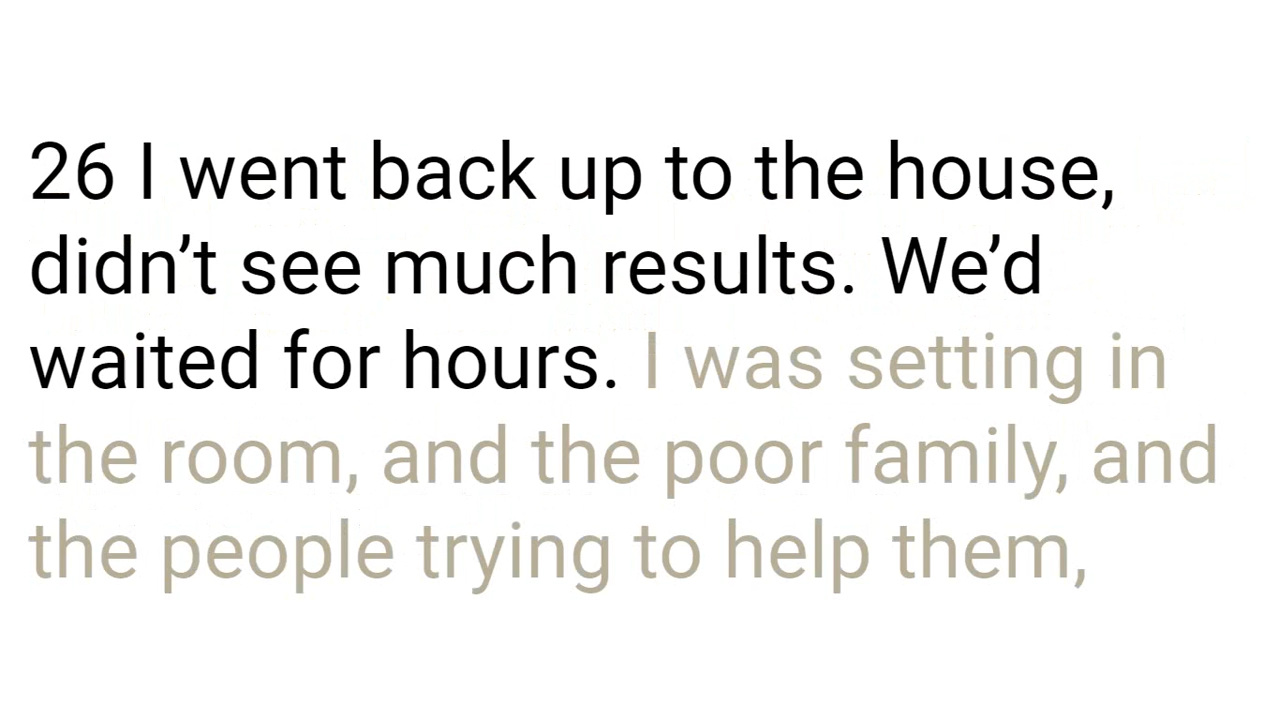 26 I went back up to the house,
didn’t see much results. We’d
waited for hours. I was setting in
the room, and the poor family, and
the people trying to help them,